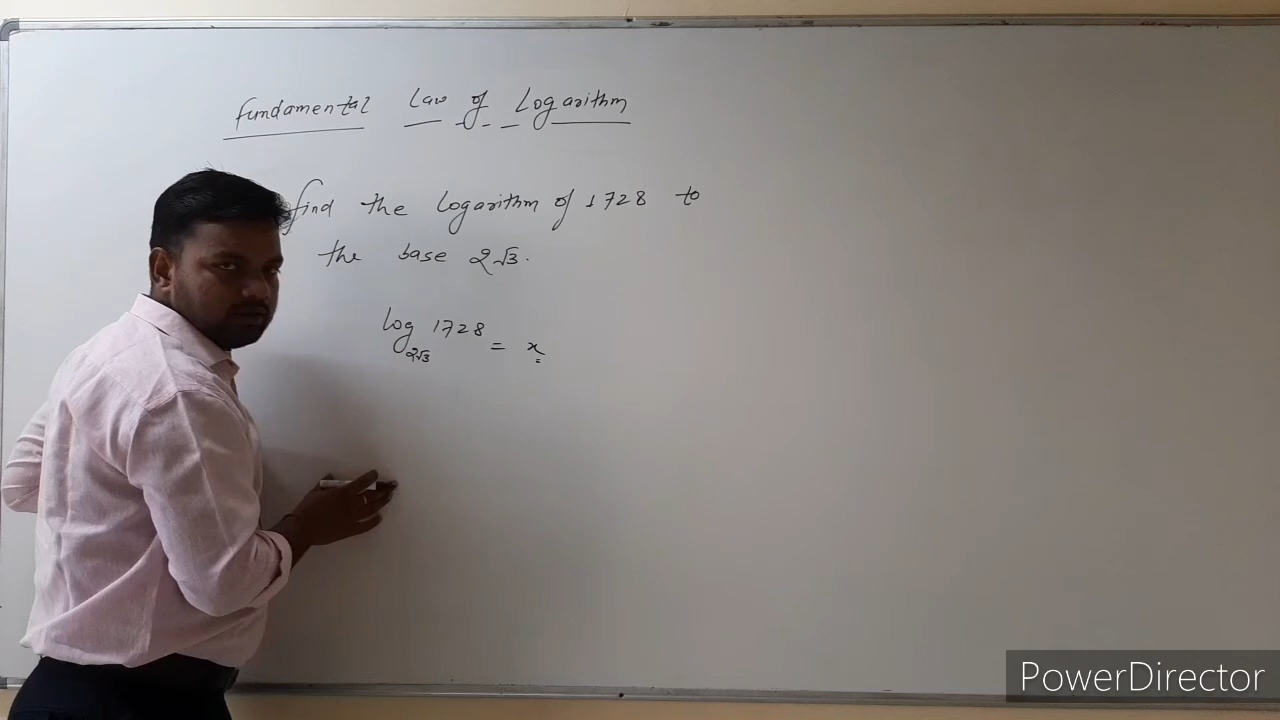 Fundamental Law of Logarithm
find the logarithm of 1728 to
the base 2√3.
log 2√3 1728 = x
PowerDirector